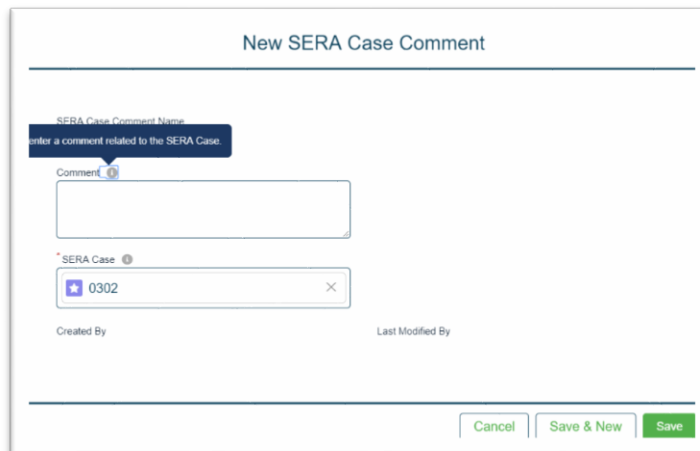 New SERA Case Comment
SERA Case Comment Name
enter a comment related to the SERA Case.
Comment
*SERA Case
0302
Created By Last Modified By
Cancel Save & New Save